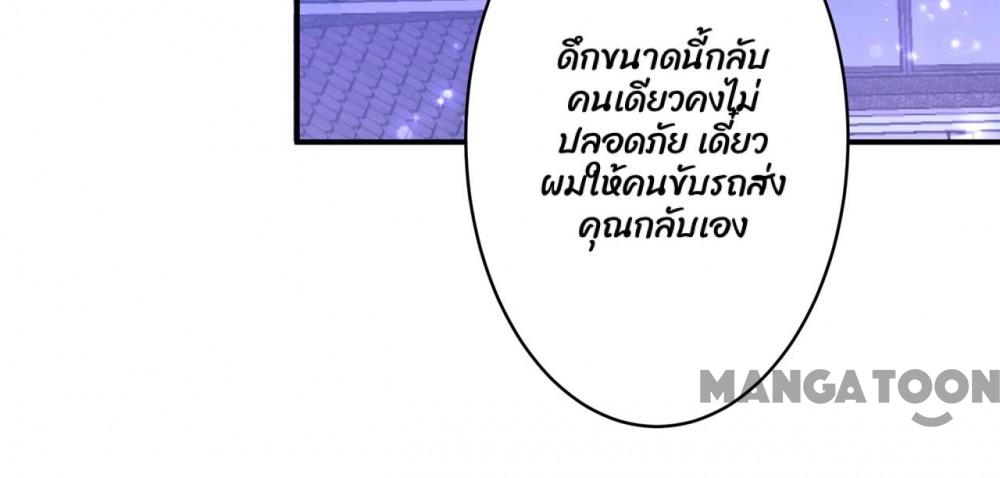 ดึกขนาดนี้กลับ
คนเดียวคงไม่
ปลอดภัย เดี๋ยว
ผมให้คนขับรถส่ง
คุณกลับเอง
MANGATOON